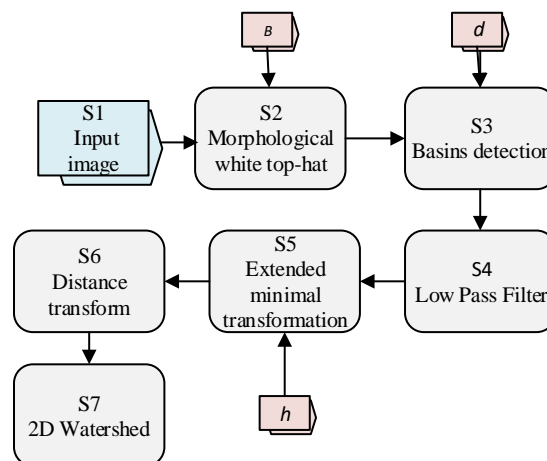 B
d
S1
Input
image
S2
Morphological
white top-hat
S3
Basins detection
S6
Distance
transform
S5
Extended
minimal
transformation
S4
Low Pass Filter
S7
2D Watershed
h